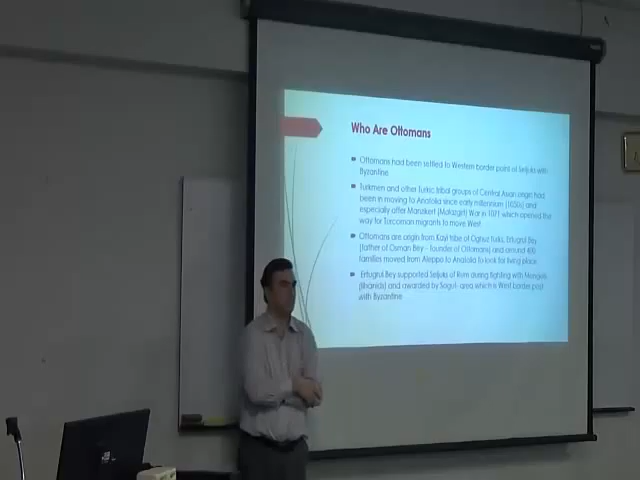 Who Are Ottomans
Ottomans had been settled to Western border point of Seljuks with
Byzantine
Turkmen and other Turkic tribal groups of Central Asian origin had
been in moving to Anatolia since early millennium (1000s) and
especially after Manzikert (Malazgirt) War in 1071 which opened the
way for Turcoman migrants to move West.
Ottomans are origin from Kayi tribe of Oghuz Turks. Ertugrul Bey
(father of Osman Bey – founder of Ottomans) and around 400
families moved from Aleppo to Anatolia to look for living place.
Ertugrul Bey supported Seljuks of Rum during fighting with Mongols
(Ilhanids) and awarded by Sogut- area which is West border post
with Byzantine.